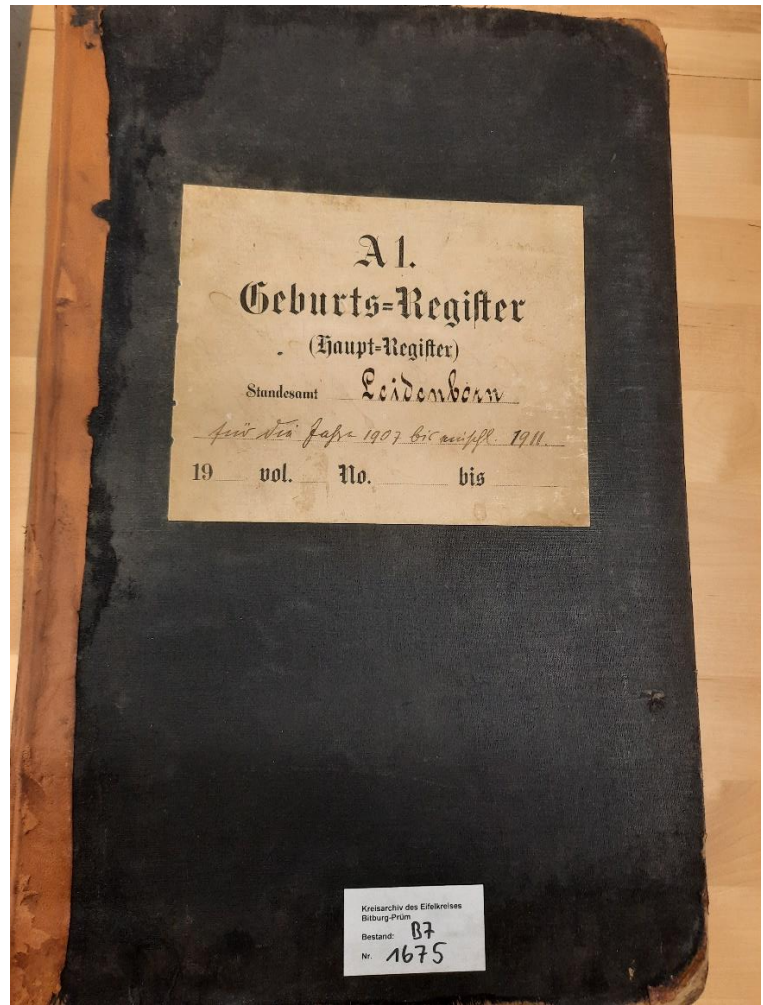 A 1.
Geburts=Register
(Haupt=Register)
Standesamt Leidenborn
für die Jahre 1907 bis einschl. 1911.
19 vol. No. bis
Kreisarchiv des Eifelkreises
Bitburg-Prüm
Bestand: B7
Nr. 1675